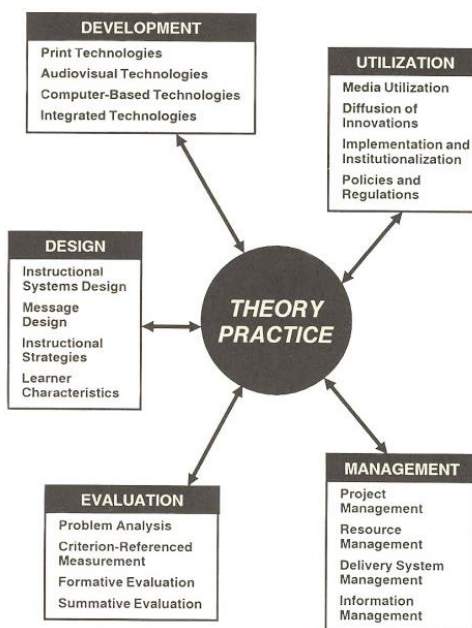 DEVELOPMENT
Print Technologies
Audiovisual Technologies
Computer-Based Technologies
Integrated Technologies
UTILIZATION
Media Utilization
Diffusion of
Innovations
Implementation and
Institutionalization
Policies and
Regulations
DESIGN
Instructional
Systems Design
Message
Design
Instructional
Strategies
Learner
Characteristics
THEORY
PRACTICE
EVALUATION
Problem Analysis
Criterion-Referenced
Measurement
Formative Evaluation
Summative Evaluation
MANAGEMENT
Project
Management
Resource
Management
Delivery System
Management
Information
Management